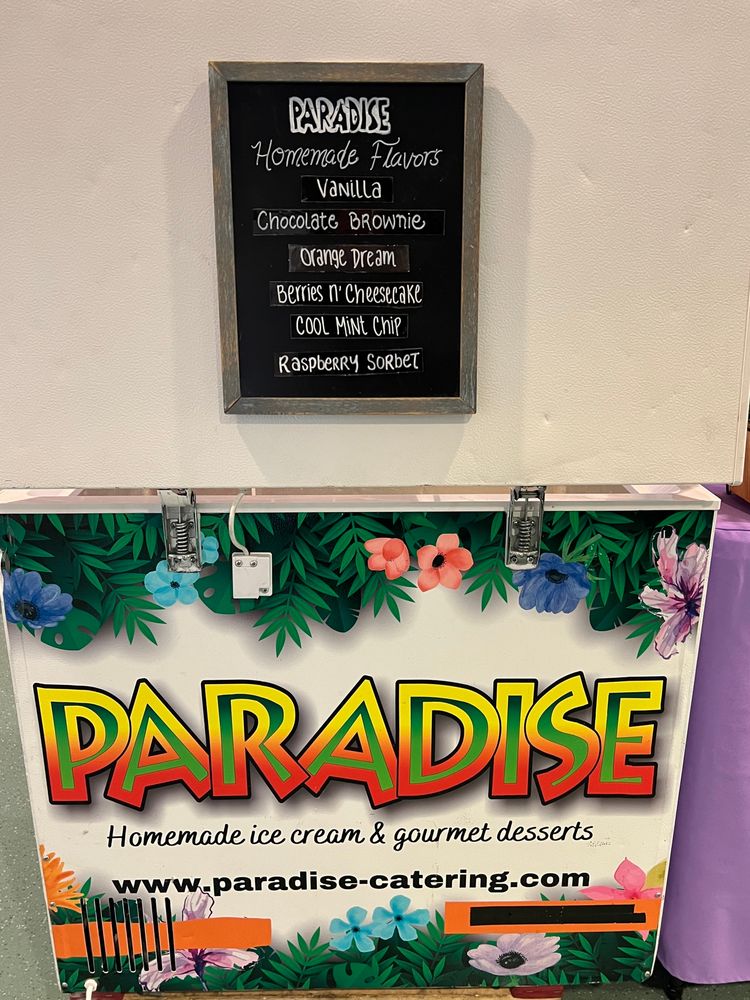 PARADISE
Homemade Flavors
Vanilla
Chocolate Brownie
Orange Dream
Berries n' Cheesecake
Cool Mint Chip
Raspberry Sorbet
PARADISE
Homemade ice cream & gourmet desserts
www.paradise-catering.com